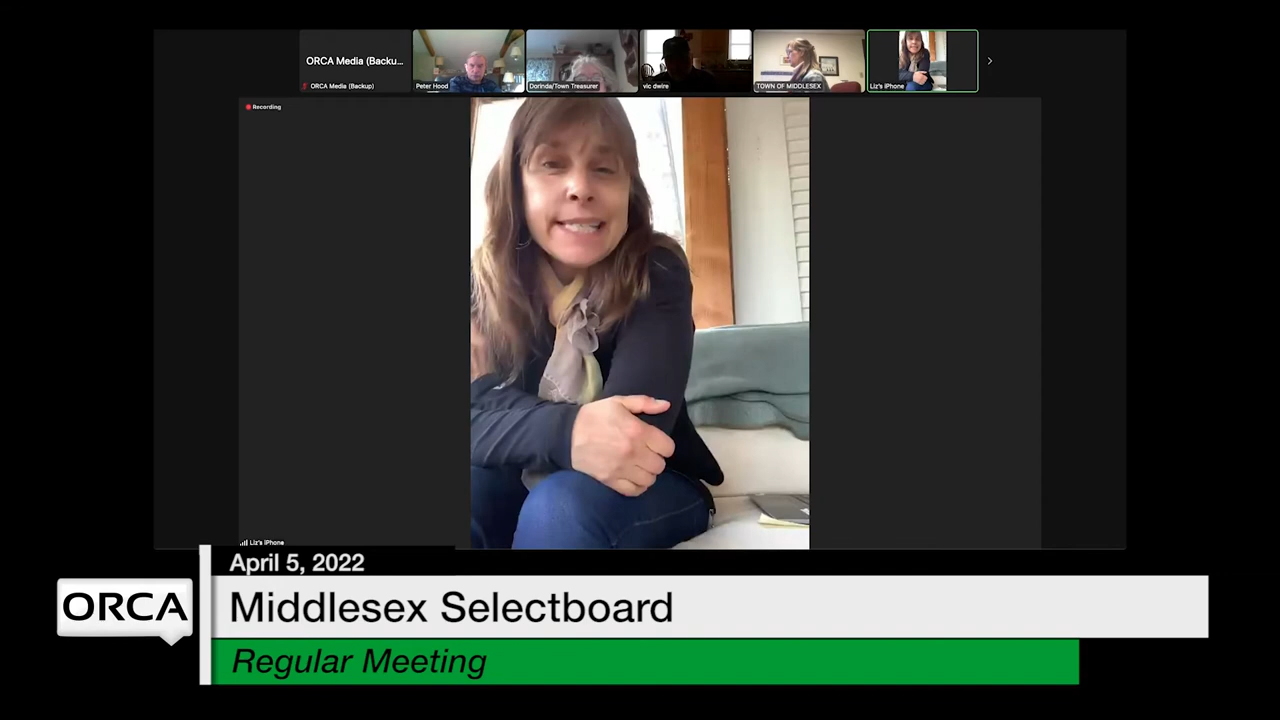 ORCA Media (Backu...
ORCA Media (Backup)
Peter Hood
Dorinda/Town Treasurer
vic dwire
TOWN OF MIDDLESEX
Liz's iPhone
Recording
Liz's iPhone
April 5, 2022
ORCA
Middlesex Selectboard
Regular Meeting